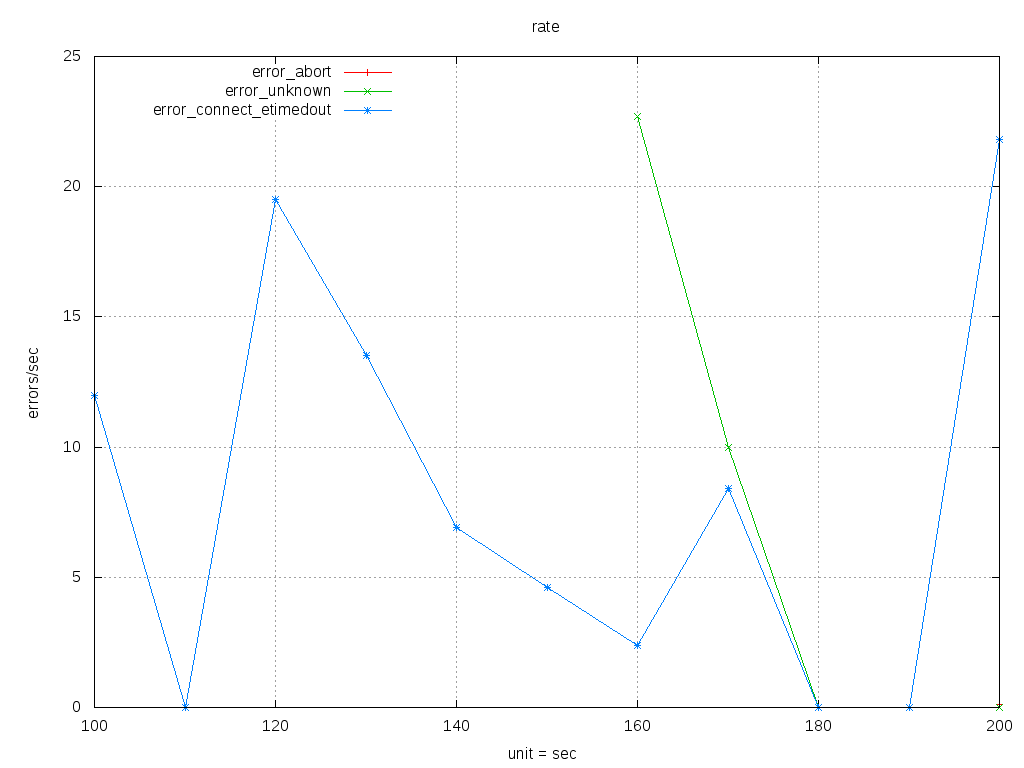 rate
25
20
15
10
5
0
errors/sec
error_abort
error_unknown
error_connect_etimedout
100 120 140 160 180 200
unit = sec